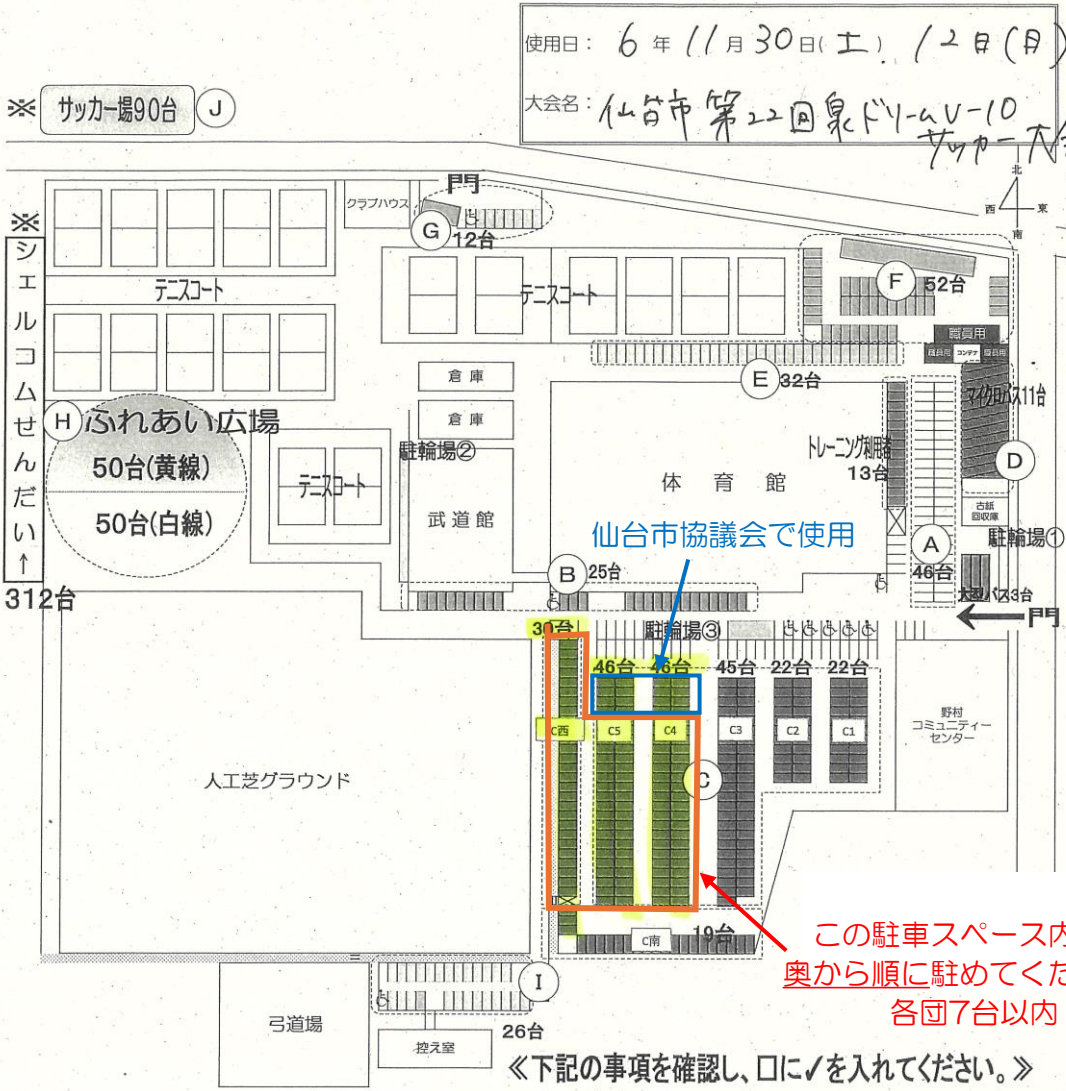 使用日: 6 年 11 月 30 日(土). 12日(日)
大会名: 仙台市 第22回泉ドリームU-10
サッカー大会
※ サッカー場90台 J
北
西 東
南
門
クラブハウス
G 12台
※シェルコムせんだい↑
312台
テニスコート
テニスコート
F 52台
職員用
職員用 コンテナ 職員用
E 32台
マイクロバス11台
D
倉庫
倉庫
駐輪場②
H ふれあい広場
50台(黄線)
50台(白線)
テニスコート
武道館
体育館
トレーニング利用者
13台
古紙
回収庫
駐輪場①
A
46台
大型バス3台
←門
仙台市協議会で使用
B 25台
30台
駐輪場③
46台 46台 45台 22台 22台
C西 C5 C4 C3 C2 C1
C
野村
コミュニティー
センター
人工芝グラウンド
C南 19台
この駐車スペース内
奥から順に駐めてくだ
各団7台以内
I
26台
弓道場
控え室
≪下記の事項を確認し、口に✓を入れてください。≫